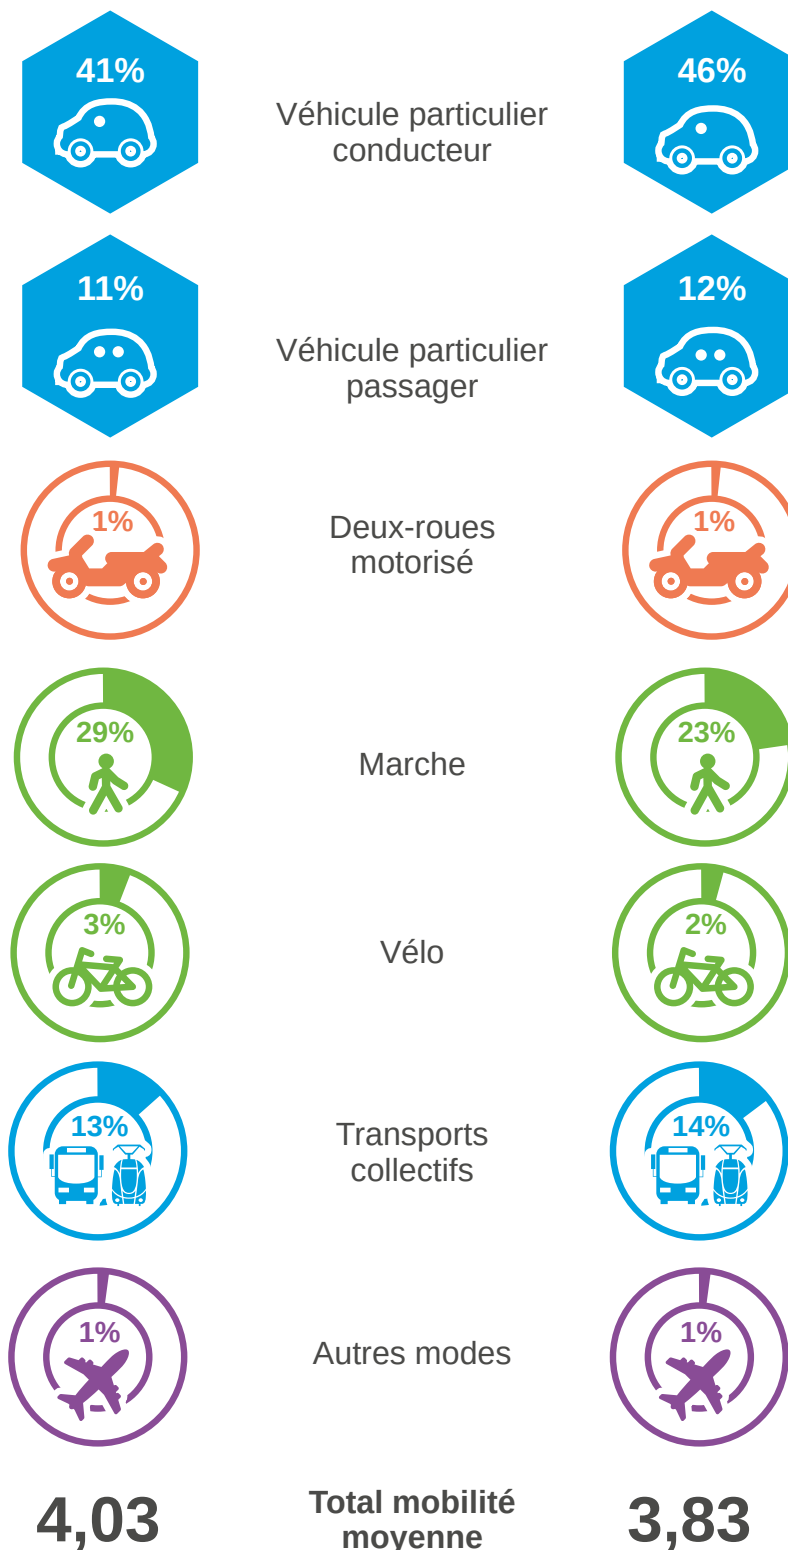 41%
Véhicule particulier
conducteur
46%
11%
Véhicule particulier
passager
12%
1%
Deux-roues
motorisé
1%
29%
Marche
23%
3%
Vélo
2%
13%
Transports
collectifs
14%
1%
Autres modes
1%
4,03
Total mobilité
moyenne
3,83